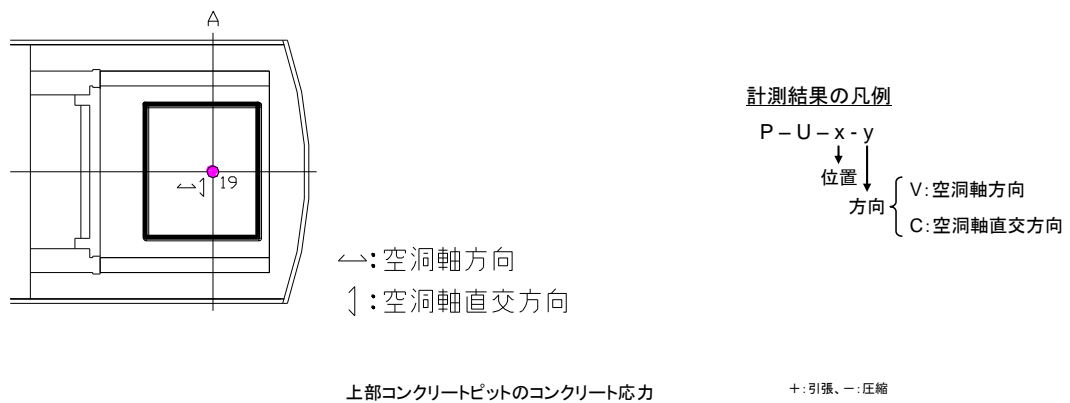 A
19
⇀:空洞軸方向
↿:空洞軸直交方向
計測結果の凡例
P – U – x - y
位置
方向
V:空洞軸方向
C:空洞軸直交方向
上部コンクリートピットのコンクリート応力
+:引張、-:圧縮